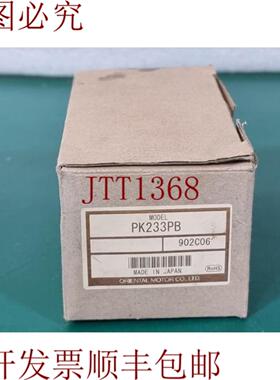 图必究
JTT1368
MODEL
PK233PB
902C06
MADE IN JAPAN
RoHS
ORIENTAL MOTOR CO., LTD.
开发票顺丰包邮